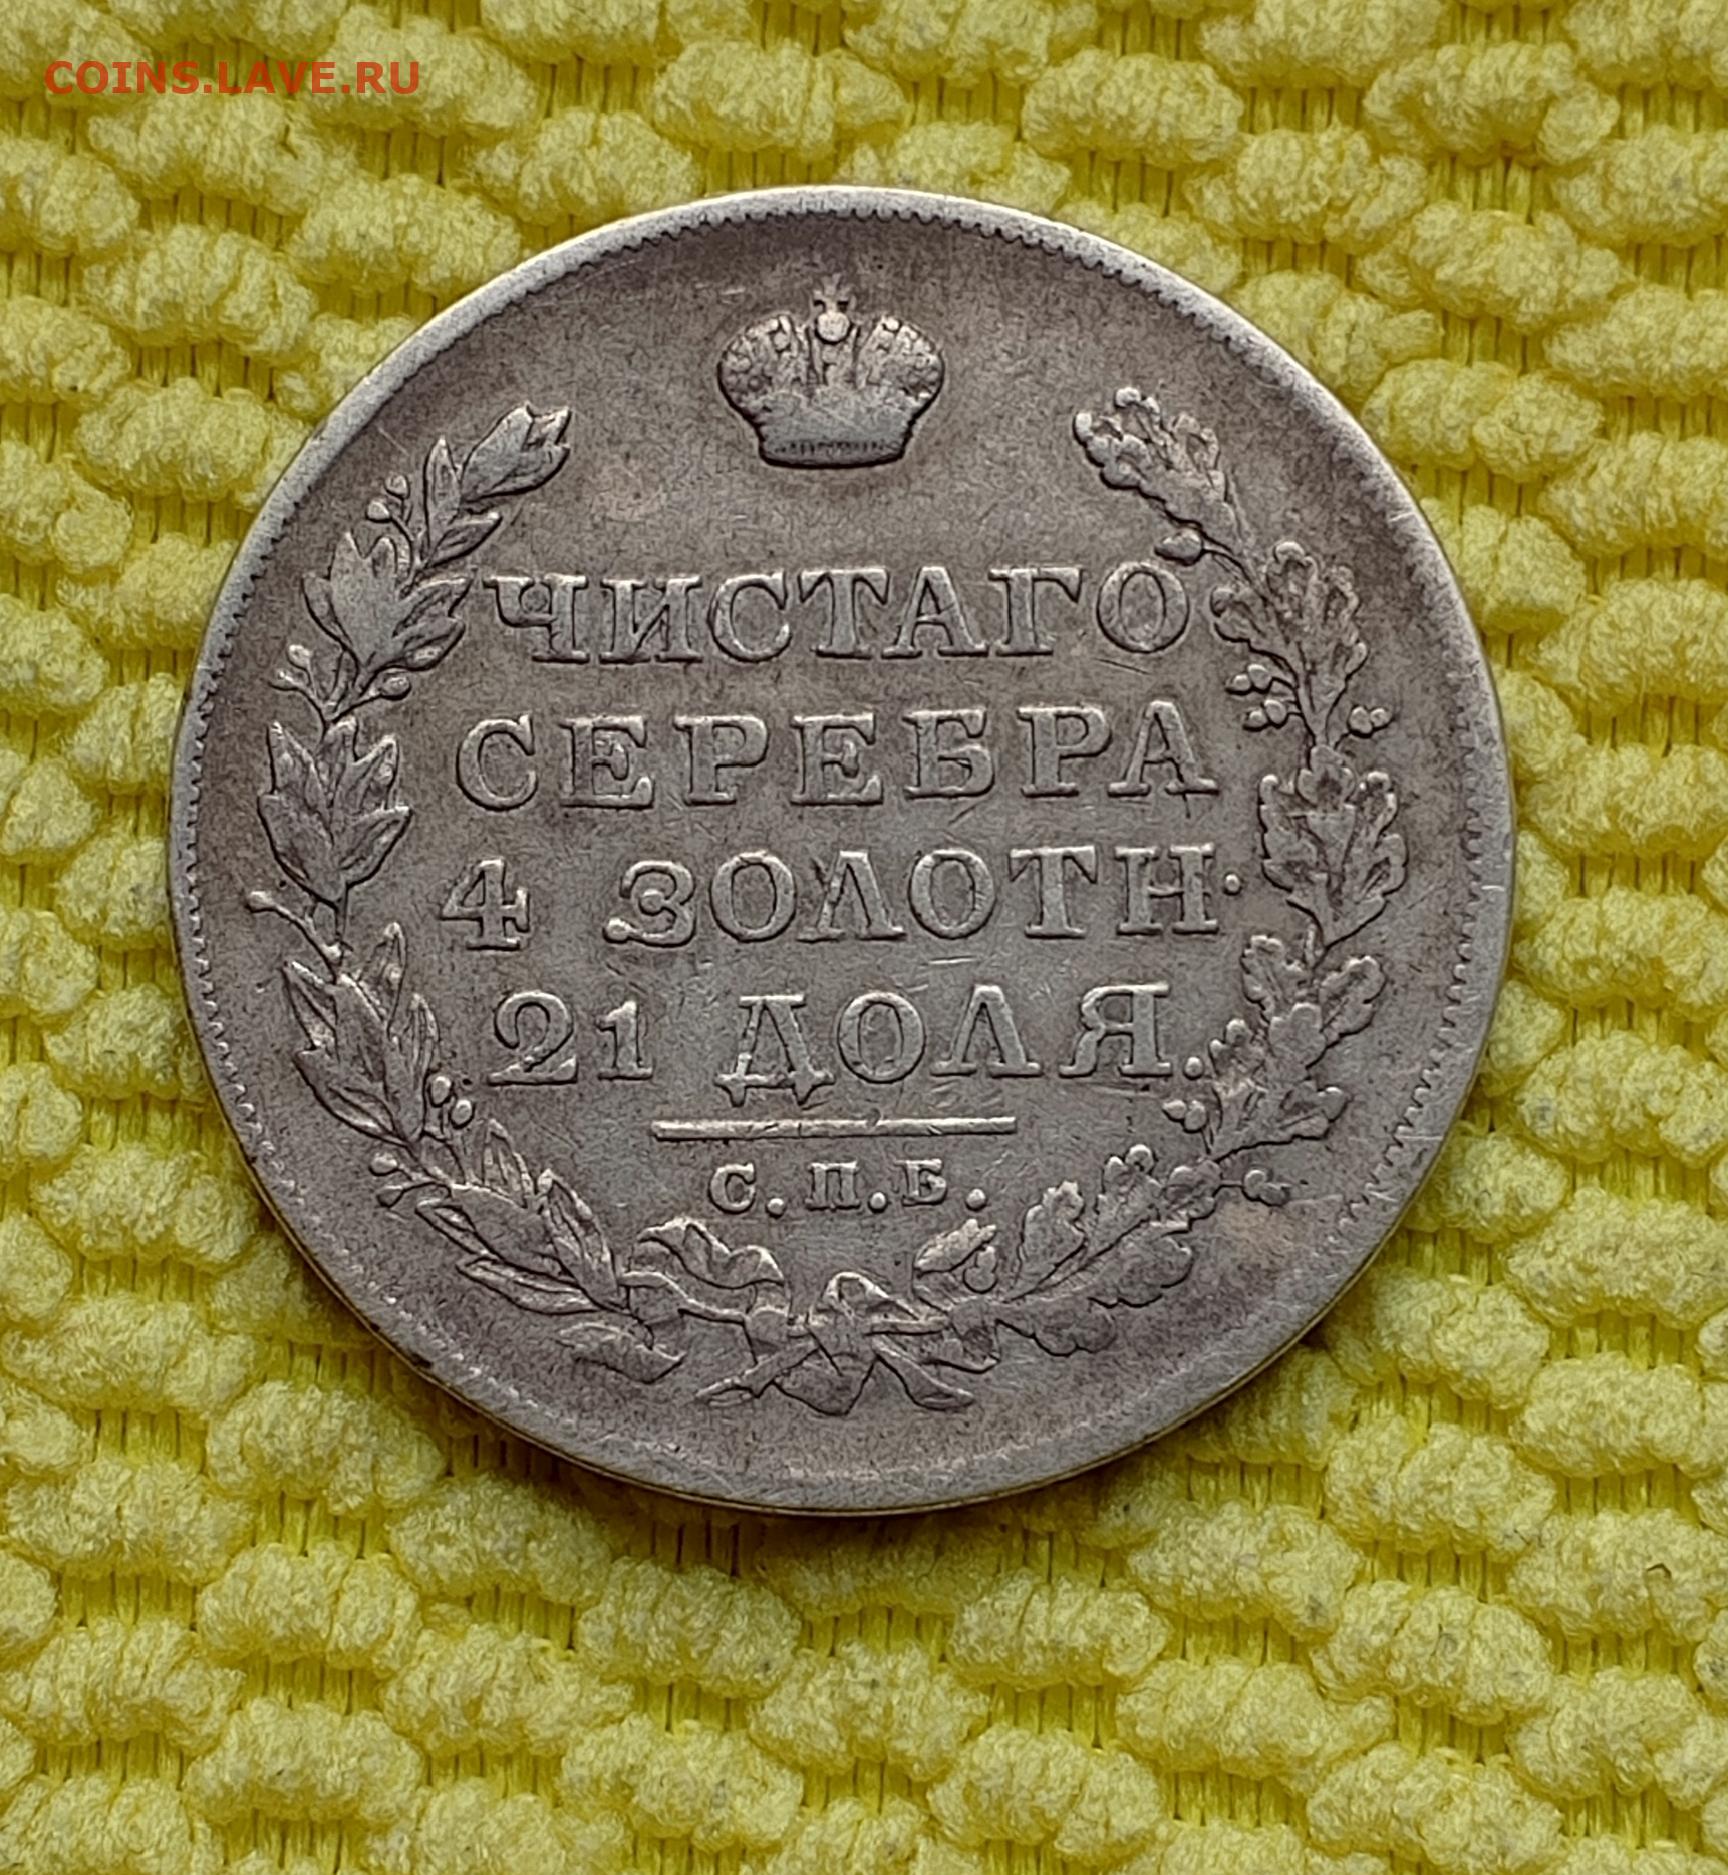 COINS.LAVE.RU
ЧИСТАГО
СЕРЕБРА
4 ЗОЛОТН.
21 ДОЛЯ.
С.П.Б.